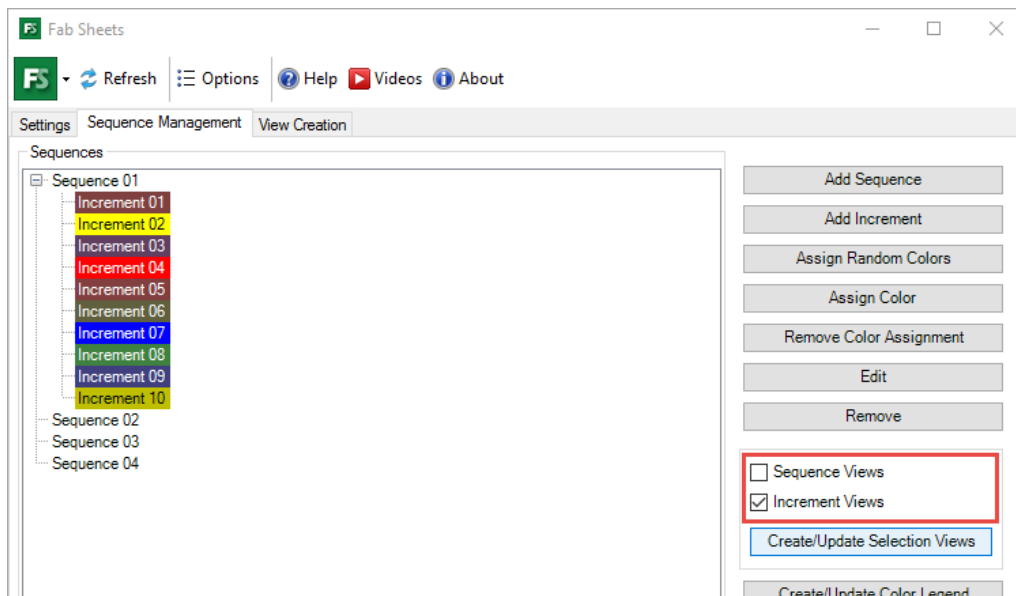 FS Fab Sheets
FS Refresh Options Help Videos About
Settings Sequence Management View Creation
Sequences
Sequence 01
Increment 01
Increment 02
Increment 03
Increment 04
Increment 05
Increment 06
Increment 07
Increment 08
Increment 09
Increment 10
Sequence 02
Sequence 03
Sequence 04
Add Sequence
Add Increment
Assign Random Colors
Assign Color
Remove Color Assignment
Edit
Remove
Sequence Views
Increment Views
Create/Update Selection Views
Create/Update Color Legend